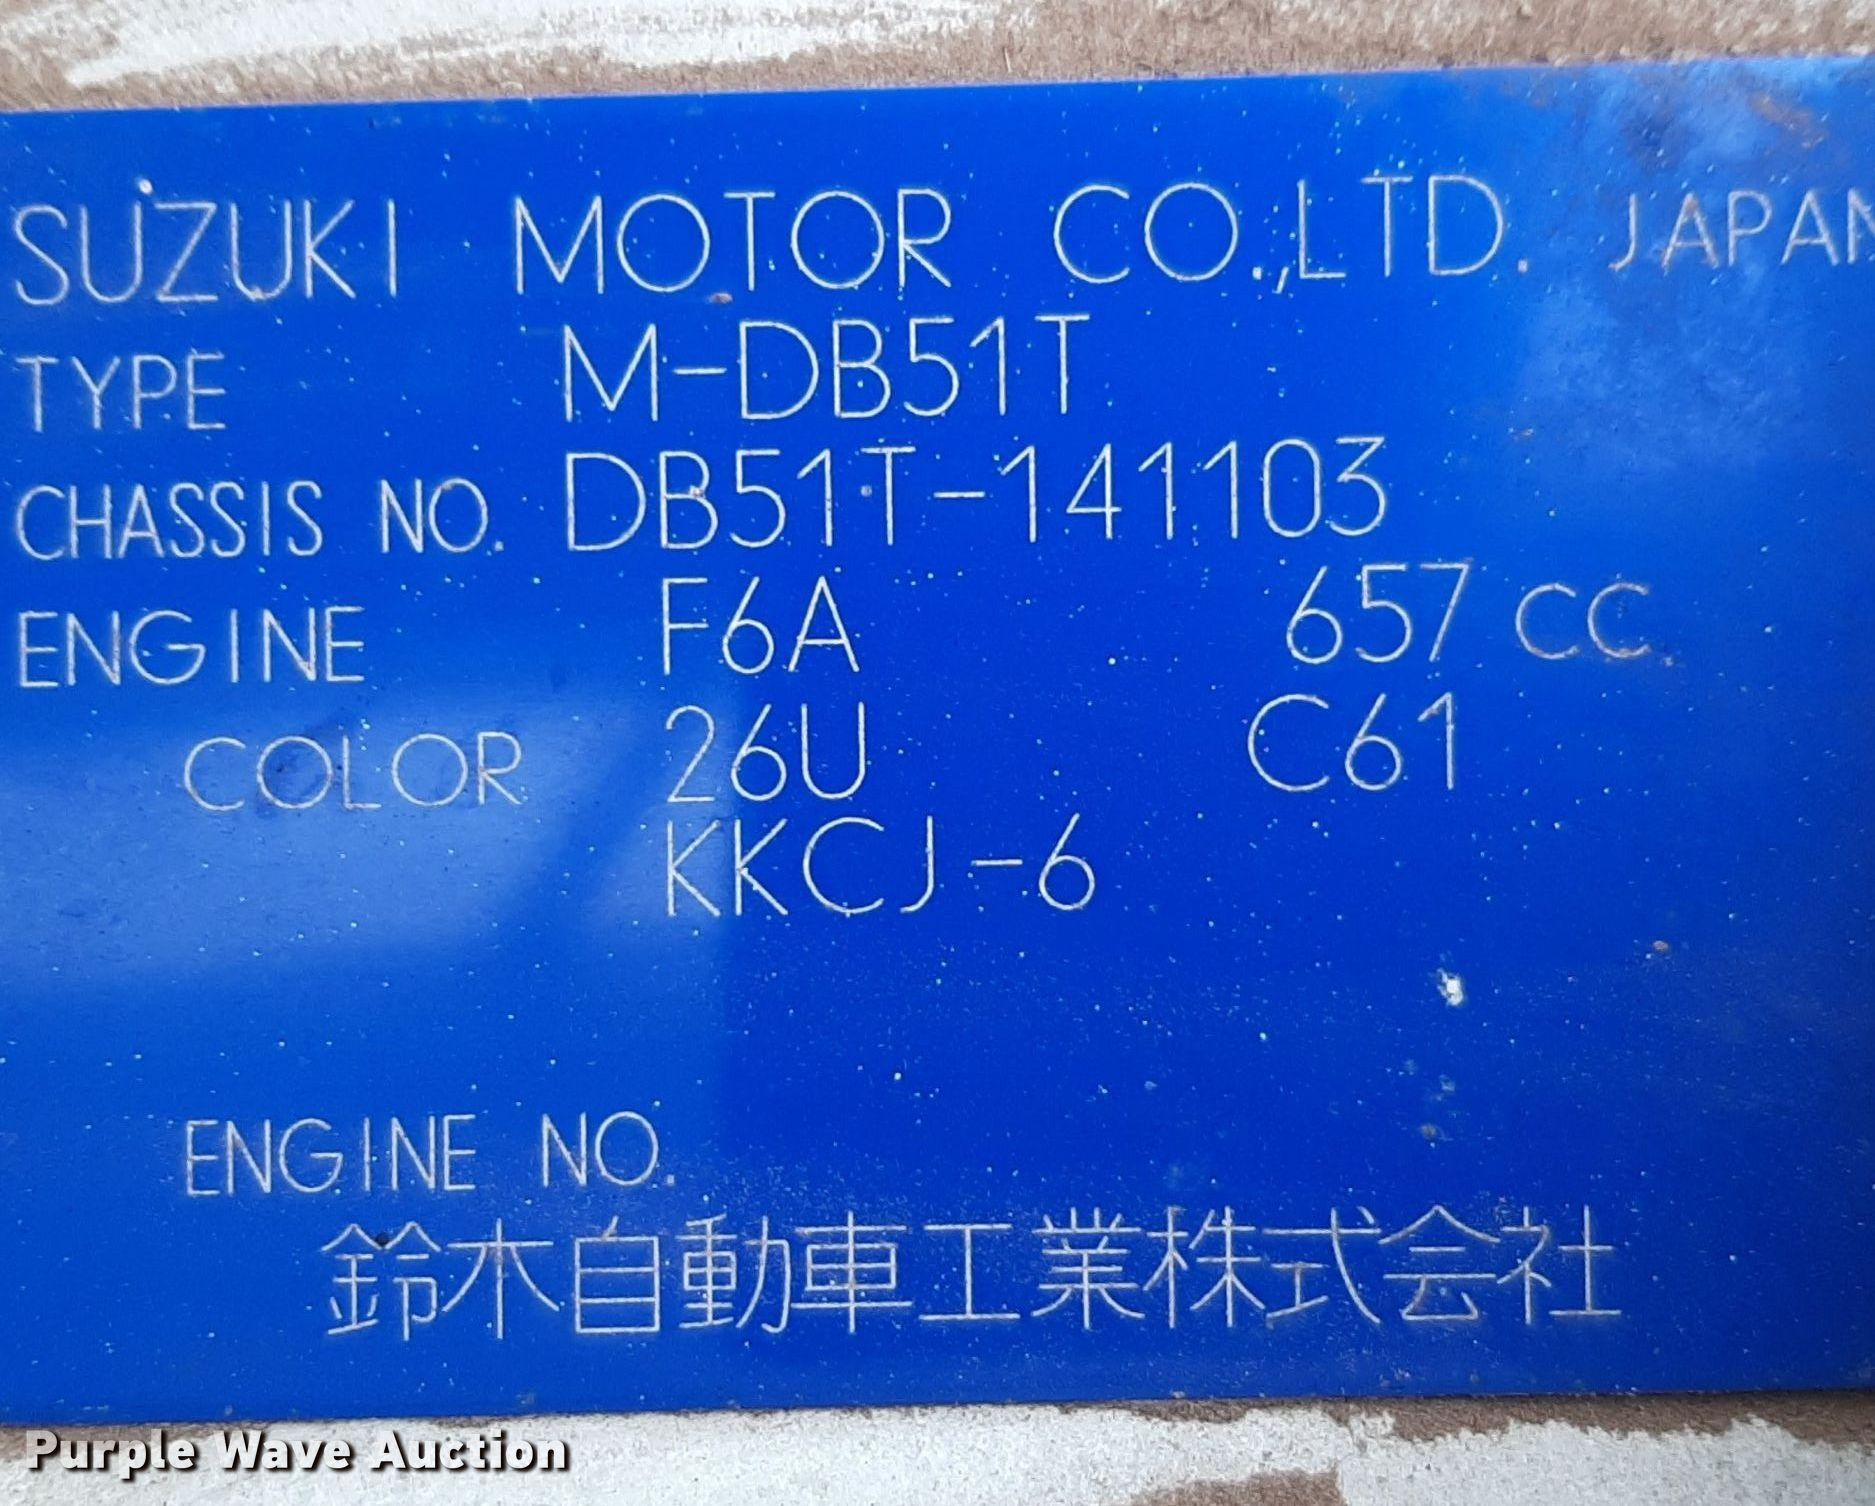 SUZUKI MOTOR CO.,LTD. JAPAN
TYPE M-DB51T
CHASSIS NO. DB51T-141103
ENGINE F6A 657 CC.
COLOR 26U C61
KKCJ-6
ENGINE NO.
鈴木自動車工業株式会社
Purple Wave Auction